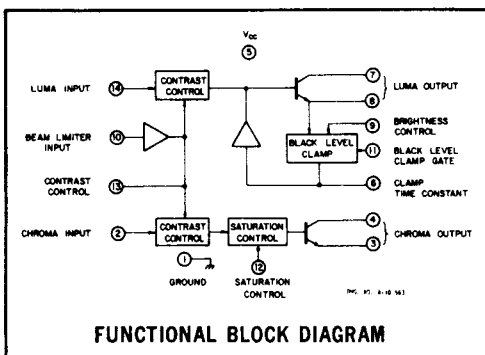 Vcc
5
LUMA INPUT 14 CONTRAST CONTROL 7 LUMA OUTPUT
8
BEAM LIMITER INPUT 10 9 BRIGHTNESS CONTROL
BLACK LEVEL CLAMP 11 BLACK LEVEL CLAMP GATE
CONTRAST CONTROL 13 6 CLAMP TIME CONSTANT
CHROMA INPUT 2 CONTRAST CONTROL SATURATION CONTROL 4 CHROMA OUTPUT
3
1 12
GROUND SATURATION CONTROL
FUNCTIONAL BLOCK DIAGRAM